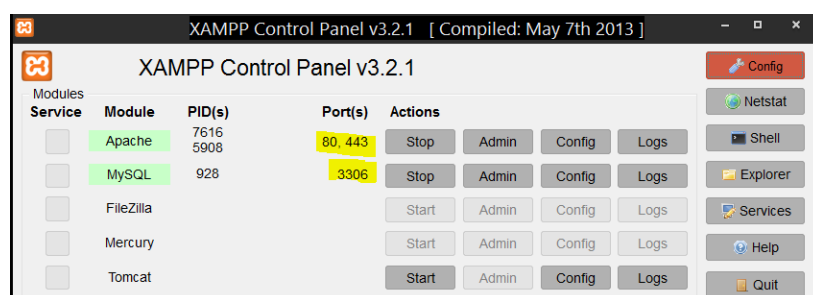 XAMPP Control Panel v3.2.1 [ Compiled: May 7th 2013 ]
XAMPP Control Panel v3.2.1
Config
Modules
Service Module PID(s) Port(s) Actions
Netstat
Apache 7616 5908 80, 443 Stop Admin Config Logs
Shell
MySQL 928 3306 Stop Admin Config Logs
Explorer
FileZilla Start Admin Config Logs
Services
Mercury Start Admin Config Logs
Help
Tomcat Start Admin Config Logs
Quit